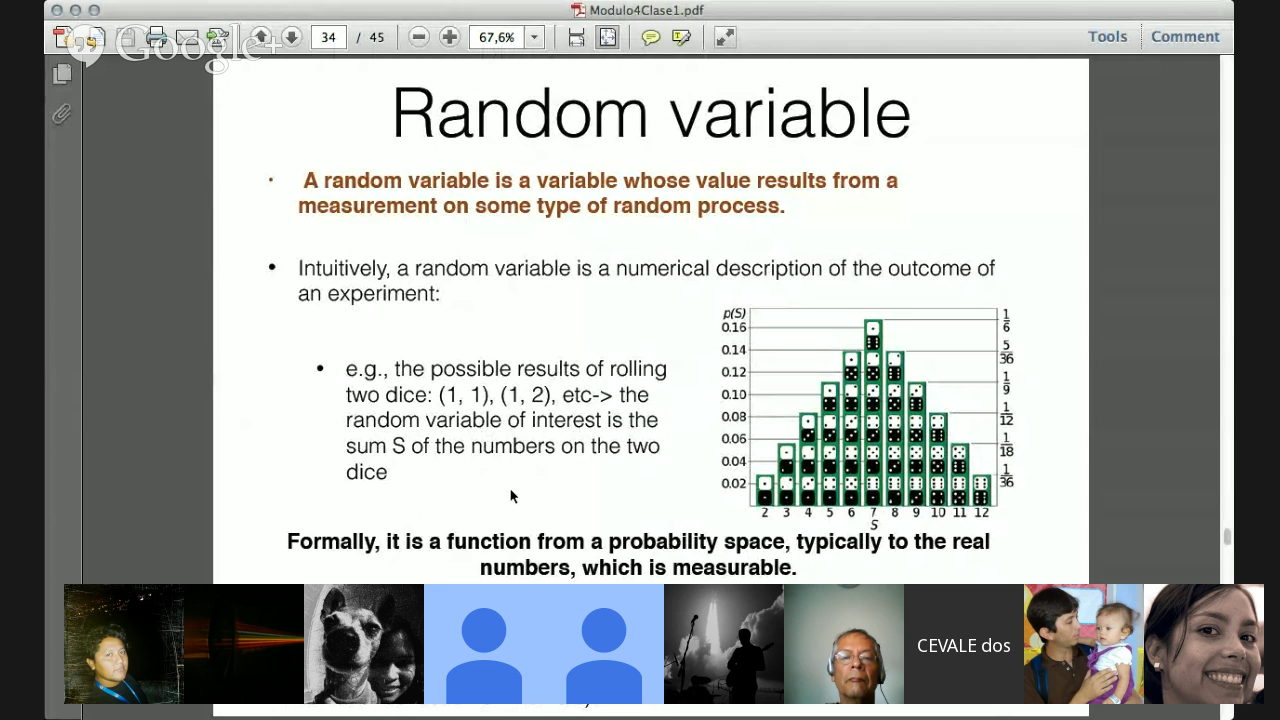 Modulo4Clase1.pdf
Google+
34 / 45
67,6%
Tools
Comment
Random variable
• A random variable is a variable whose value results from a
measurement on some type of random process.
• Intuitively, a random variable is a numerical description of the outcome of
an experiment:
• e.g., the possible results of rolling
two dice: (1, 1), (1, 2), etc-> the
random variable of interest is the
sum S of the numbers on the two
dice
p(S)
0.16
0.14
0.12
0.10
0.08
0.06
0.04
0.02
1/6
5/36
1/9
1/12
1/18
1/36
2 3 4 5 6 7 8 9 10 11 12
S
Formally, it is a function from a probability space, typically to the real
numbers, which is measurable.
CEVALE dos